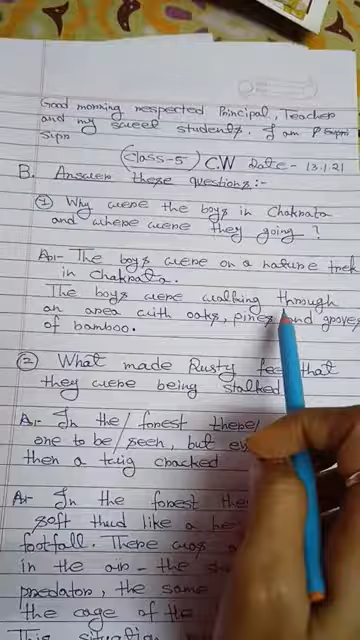 Good morning respected Principal, Teacher
and my sweet students. I am
Class-5 C.W Date - 13.1.21
B. Answer these questions:-
① Why were the boys in Chakrata
and where were they going ?
An- The boys were on a nature trek
in Chakrata.
The boys were walking through
an area with oaks, pines and groves
of bamboo.
② What made Rusty feel that
they were being stalked
A:- In the forest there
one to be seen, but
then a twig cracked
A:- In the forest
soft thud like a
footfall. There was
in the air - the
predator, the same
the cage of the
This situation